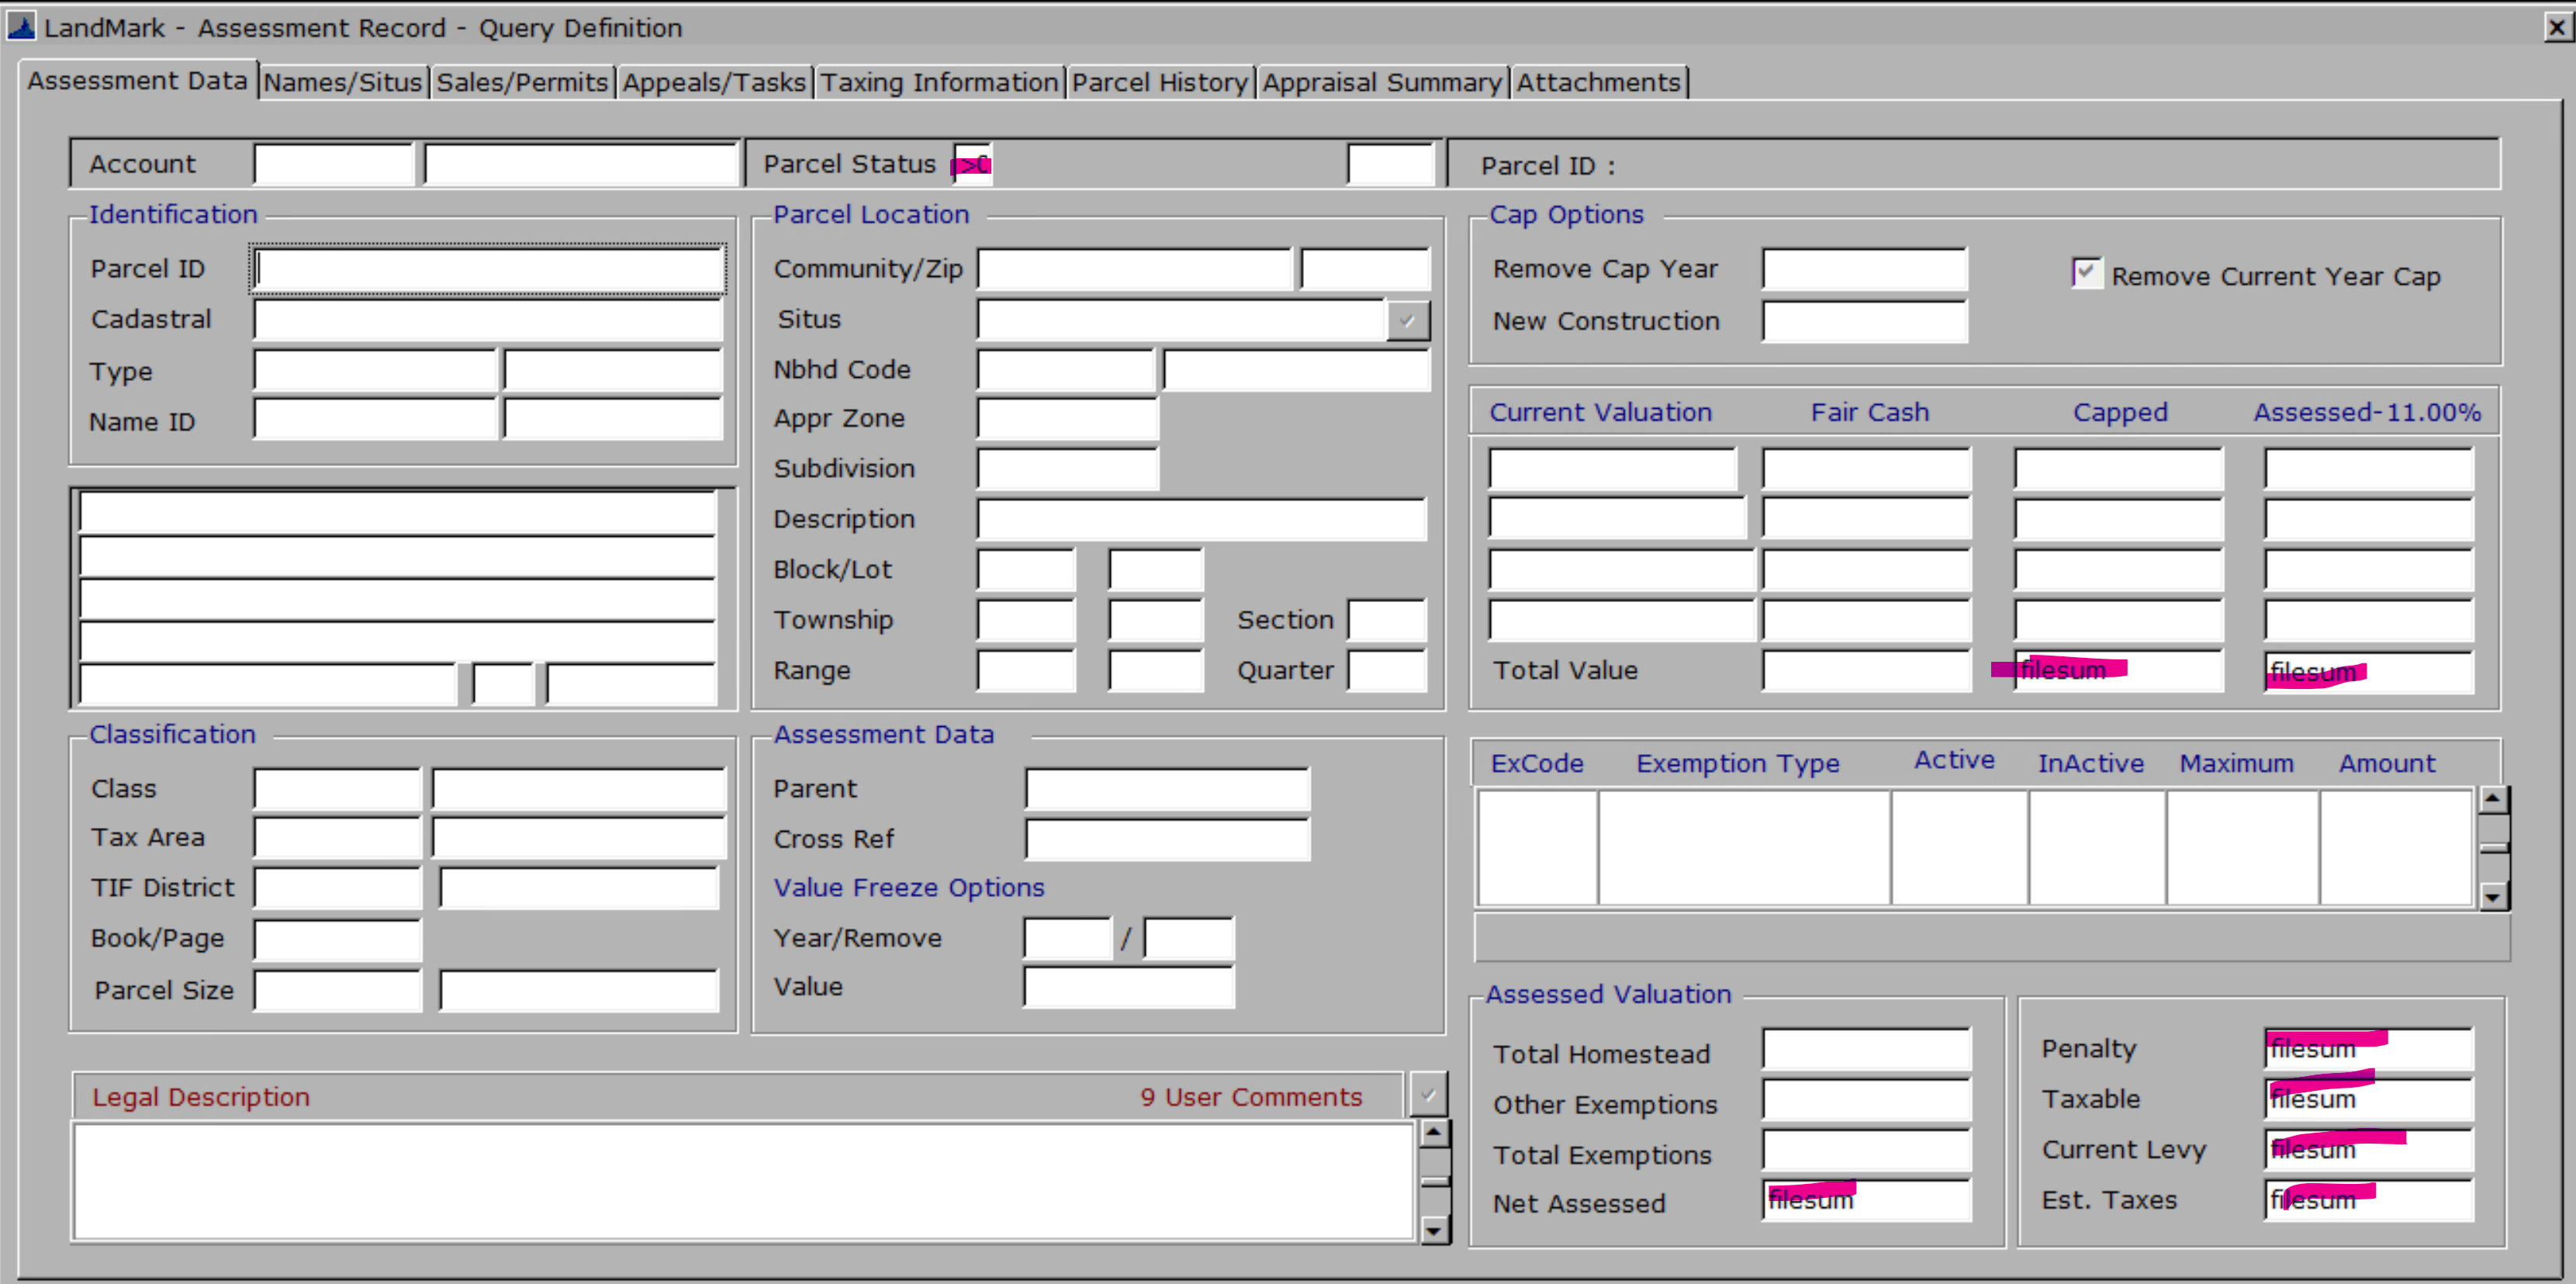 LandMark - Assessment Record - Query Definition
Assessment Data Names/Situs Sales/Permits Appeals/Tasks Taxing Information Parcel History Appraisal Summary Attachments
Account Parcel Status >0 Parcel ID :
Identification
Parcel ID
Cadastral
Type
Name ID
Parcel Location
Community/Zip
Situs
Nbhd Code
Appr Zone
Subdivision
Description
Block/Lot
Township Section
Range Quarter
Cap Options
Remove Cap Year Remove Current Year Cap
New Construction
Current Valuation Fair Cash Capped Assessed-11.00%
Total Value filesum filesum
Classification
Class
Tax Area
TIF District
Book/Page
Parcel Size
Assessment Data
Parent
Cross Ref
Value Freeze Options
Year/Remove /
Value
ExCode Exemption Type Active InActive Maximum Amount
Legal Description 9 User Comments
Assessed Valuation
Total Homestead
Other Exemptions
Total Exemptions
Net Assessed filesum
Penalty filesum
Taxable filesum
Current Levy filesum
Est. Taxes filesum